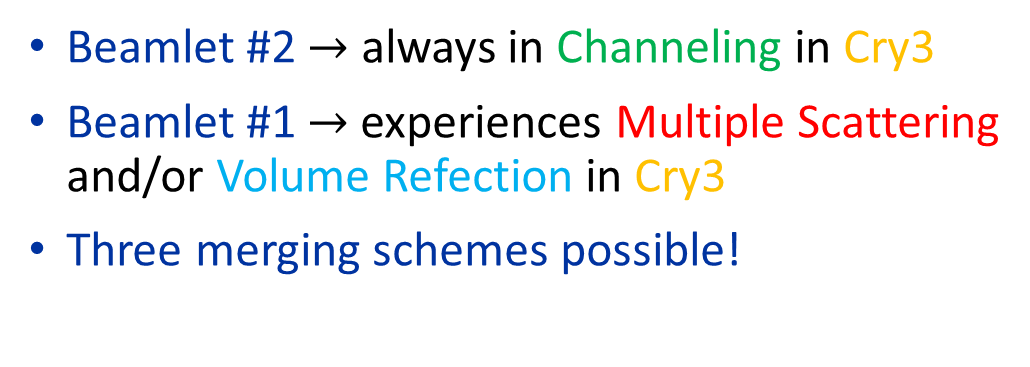 • Beamlet #2 → always in Channeling in Cry3
• Beamlet #1 → experiences Multiple Scattering
and/or Volume Refection in Cry3
• Three merging schemes possible!